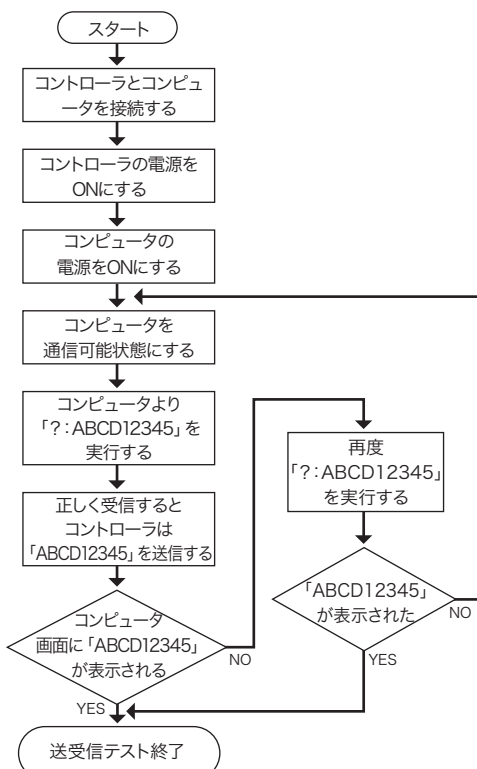 スタート
コントローラとコンピュ
ータを接続する
コントローラの電源を
ONにする
コンピュータの
電源をONにする
コンピュータを
通信可能状態にする
コンピュータより
「?:ABCD12345」を
実行する
正しく受信すると
コントローラは
「ABCD12345」を送信する
コンピュータ
画面に「ABCD12345」
が表示される
NO
YES
再度
「?:ABCD12345」
を実行する
「ABCD12345」
が表示された
NO
YES
送受信テスト終了